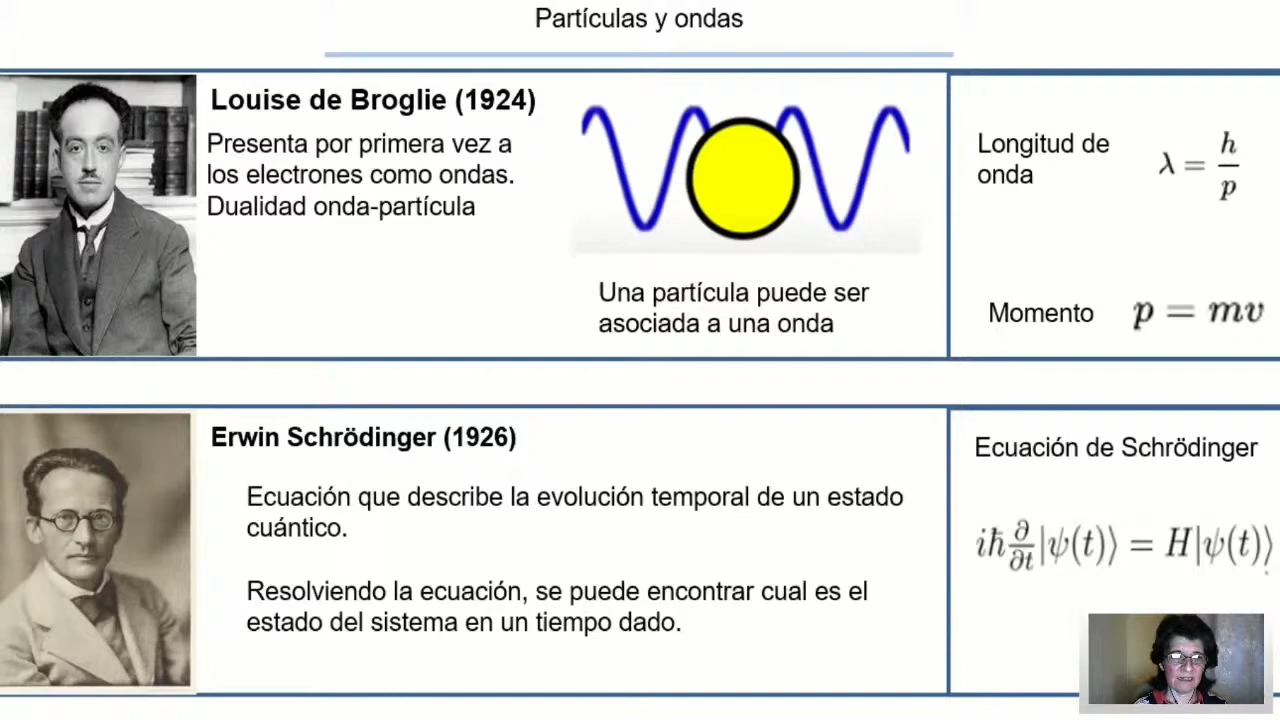 Partículas y ondas
Louise de Broglie (1924)
Presenta por primera vez a
los electrones como ondas.
Dualidad onda-partícula
Una partícula puede ser
asociada a una onda
Longitud de
onda
λ = h/p
Momento
p = mv
Erwin Schrödinger (1926)
Ecuación que describe la evolución temporal de un estado
cuántico.
Resolviendo la ecuación, se puede encontrar cual es el
estado del sistema en un tiempo dado.
Ecuación de Schrödinger
iħ ∂/∂t |ψ(t)⟩ = H|ψ(t)⟩